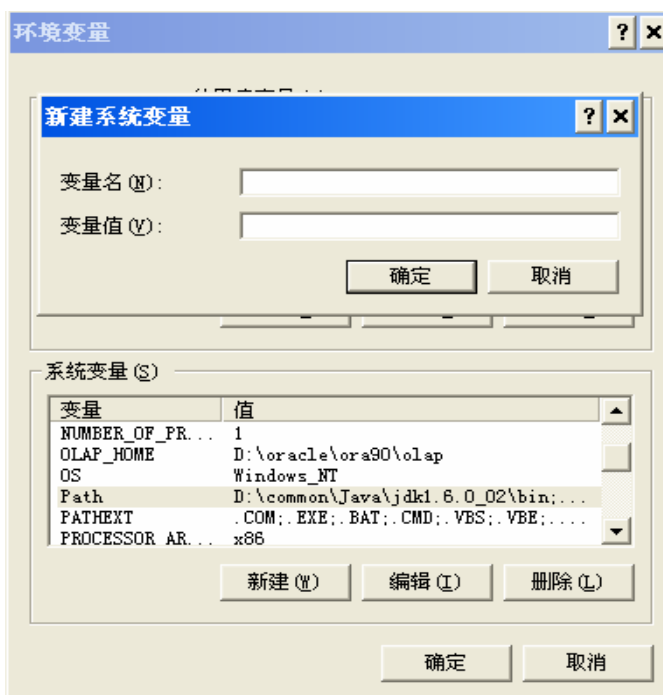 环境变量
新建系统变量
变量名(N):
变量值(V):
确定 取消
系统变量(S)
变量 值
NUMBER_OF_PR... 1
OLAP_HOME D:\oracle\ora90\olap
OS Windows_NT
Path D:\common\Java\jdk1.6.0_02\bin;...
PATHEXT .COM;.EXE;.BAT;.CMD;.VBS;.VBE;....
PROCESSOR_AR... x86
新建(W) 编辑(I) 删除(L)
确定 取消